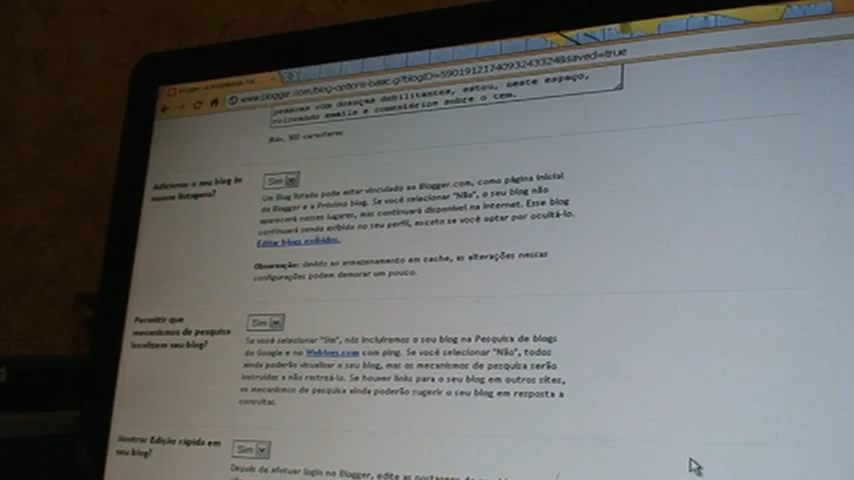 www.blogger.com/blog-options-basic.g?blogID=5901912174093243324&saved=true
pessoas com doenças debilitantes, estou, neste espaço,
colocando emails e comentários sobre o tem.
Máx. 500 caracteres
Adicionar o seu blog às
nossas listagens?
Sim
Um Blog listado pode estar vinculado ao Blogger.com, como página inicial
da Blogger e a Próximo blog. Se você selecionar "Não", o seu blog não
aparecerá nesses lugares, mas continuará disponível na Internet. Esse blog
continuará sendo exibido no seu perfil, exceto se você optar por ocultá-lo.
Editar blogs exibidos.
Observação: devido ao armazenamento em cache, as alterações nessas
configurações podem demorar um pouco.
Permitir que
mecanismos de pesquisa
localizem seu blog?
Sim
Se você selecionar "Sim", nós incluiremos o seu blog na Pesquisa de blogs
do Google e no Weblogs.com com ping. Se você selecionar "Não", todos
ainda poderão visualizar o seu blog, mas os mecanismos de pesquisa serão
instruídos a não rastreá-lo. Se houver links para o seu blog em outros sites,
os mecanismos de pesquisa ainda poderão sugerir o seu blog em resposta a
consultas.
Mostrar Edição rápida em
seu blog?
Sim
Depois de efetuar login no Blogger, edite as postagens